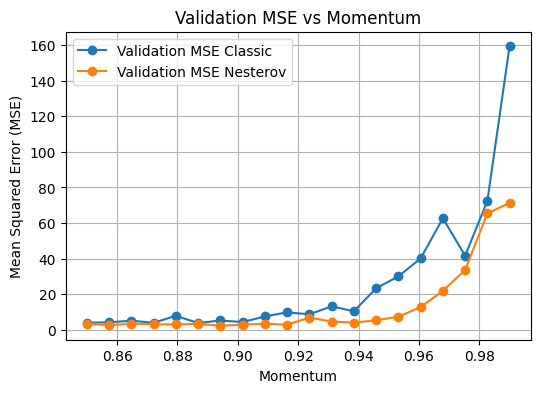 Validation MSE vs Momentum
Validation MSE Classic
Validation MSE Nesterov
Mean Squared Error (MSE)
160
140
120
100
80
60
40
20
0
0.86 0.88 0.90 0.92 0.94 0.96 0.98
Momentum